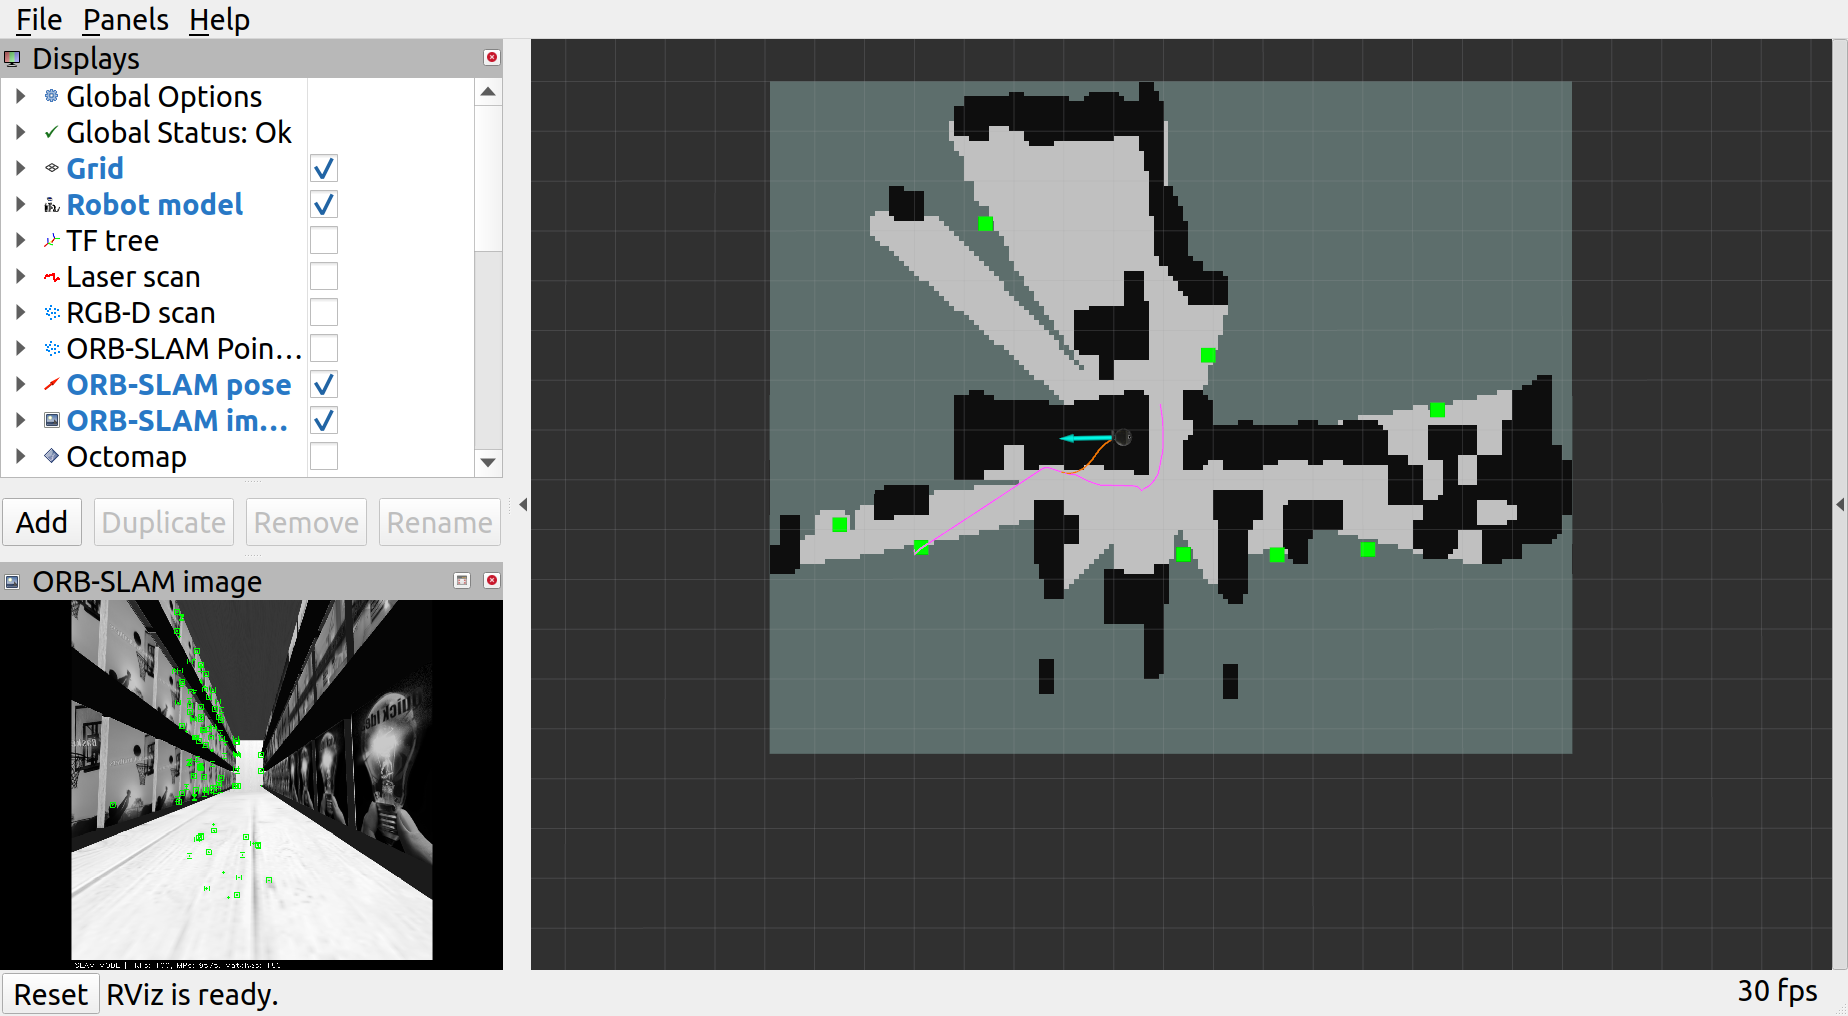 File Panels Help
Displays
Global Options
Global Status: Ok
Grid
Robot model
TF tree
Laser scan
RGB-D scan
ORB-SLAM Poin...
ORB-SLAM pose
ORB-SLAM im...
Octomap
Add Duplicate Remove Rename
ORB-SLAM image
Reset RViz is ready.
30 fps